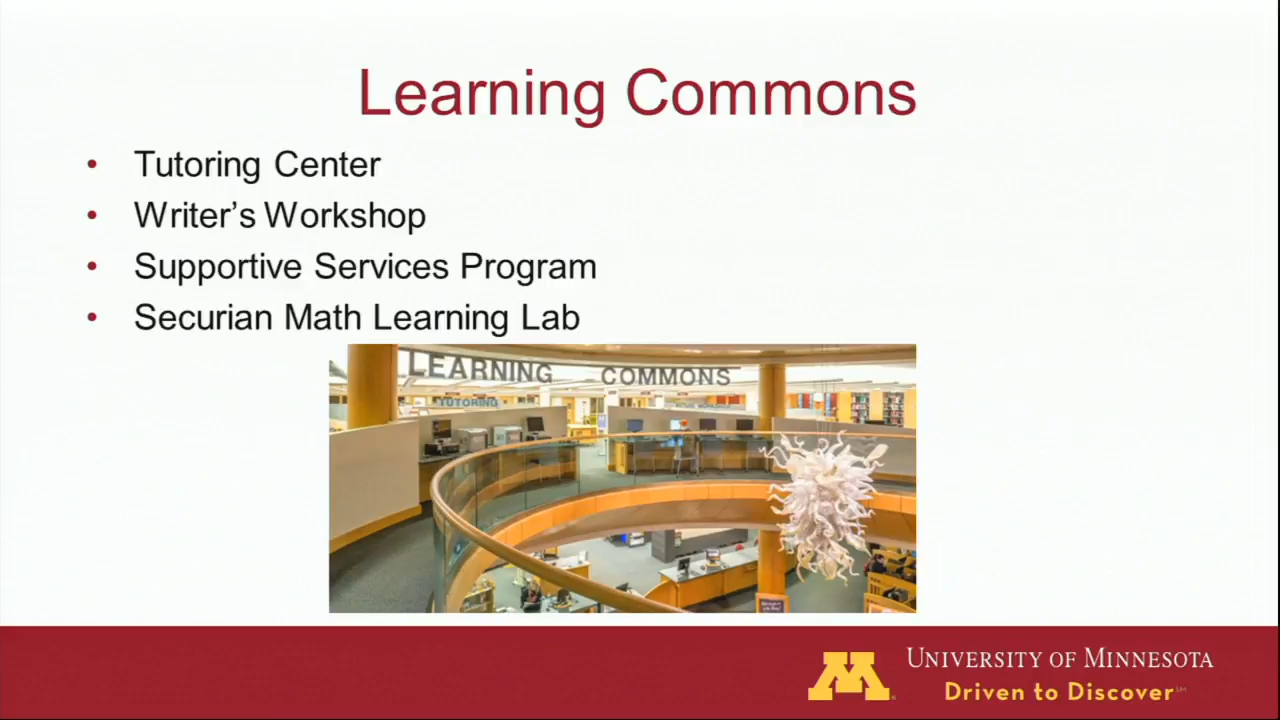 Learning Commons
• Tutoring Center
• Writer's Workshop
• Supportive Services Program
• Securian Math Learning Lab
LEARNING COMMONS
TUTORING
M
UNIVERSITY OF MINNESOTA
Driven to Discover℠